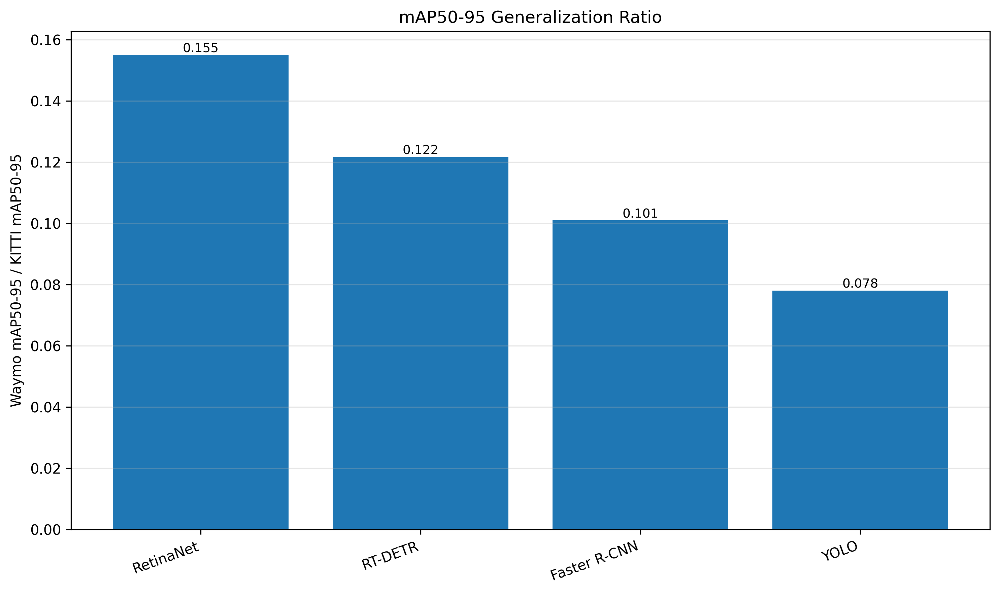 mAP50-95 Generalization Ratio
Waymo mAP50-95 / KITTI mAP50-95
0.16
0.14
0.12
0.10
0.08
0.06
0.04
0.02
0.00
0.155
0.122
0.101
0.078
RetinaNet
RT-DETR
Faster R-CNN
YOLO